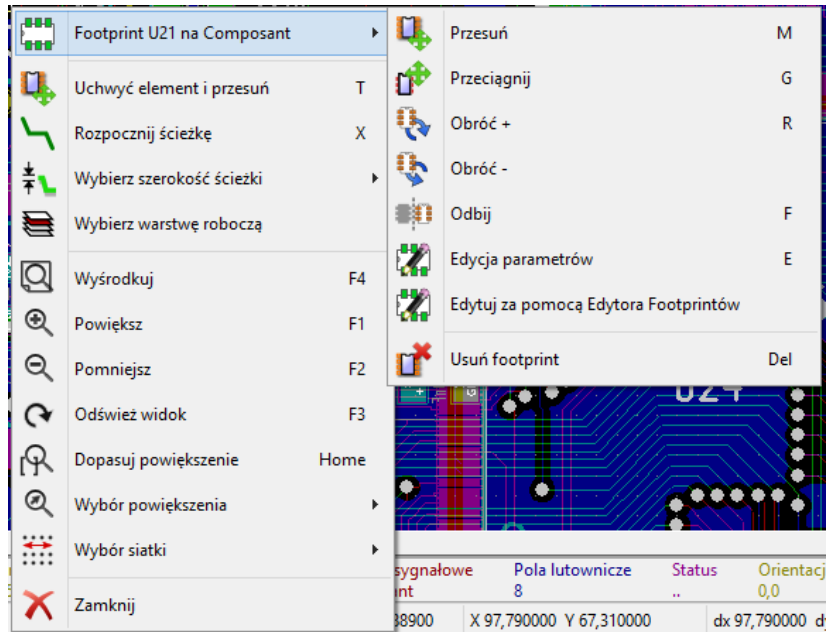 Footprint U21 na Composant
Uchwyć element i przesuń T
Rozpocznij ścieżkę X
Wybierz szerokość ścieżki
Wybierz warstwę roboczą
Wyśrodkuj F4
Powiększ F1
Pomniejsz F2
Odśwież widok F3
Dopasuj powiększenie Home
Wybór powiększenia
Wybór siatki
Zamknij
Przesuń M
Przeciągnij G
Obróć + R
Obróć -
Odbij F
Edycja parametrów E
Edytuj za pomocą Edytora Footprintów
Usuń footprint Del
U24
sygnałowe Pola lutownicze Status Orientacj
nt 8 .. 0,0
38900 X 97,790000 Y 67,310000 dx 97,790000 dy